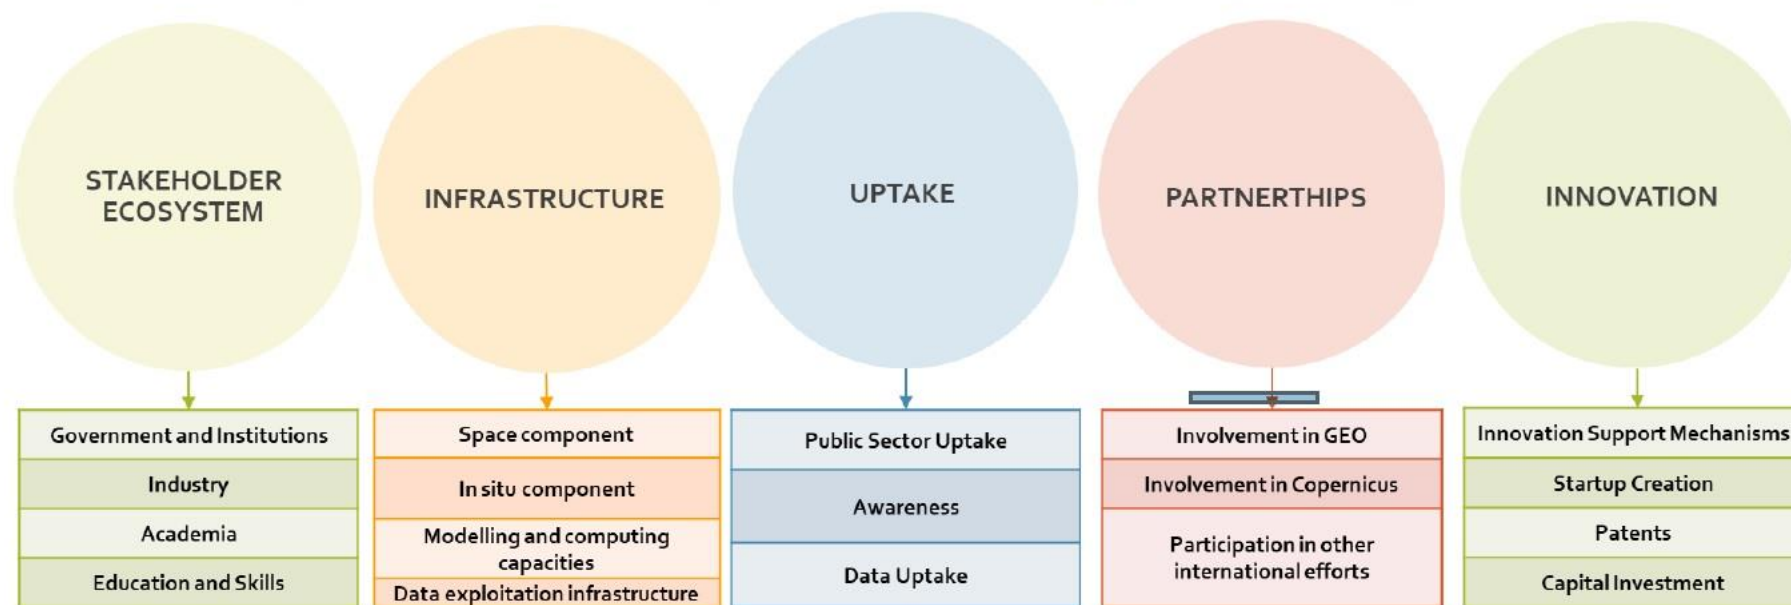 STAKEHOLDER
ECOSYSTEM
INFRASTRUCTURE
UPTAKE
PARTNERTHIPS
INNOVATION
Government and Institutions
Industry
Academia
Education and Skills
Space component
In situ component
Modelling and computing
capacities
Data exploitation infrastructure
Public Sector Uptake
Awareness
Data Uptake
Involvement in GEO
Involvement in Copernicus
Participation in other
international efforts
Innovation Support Mechanisms
Startup Creation
Patents
Capital Investment